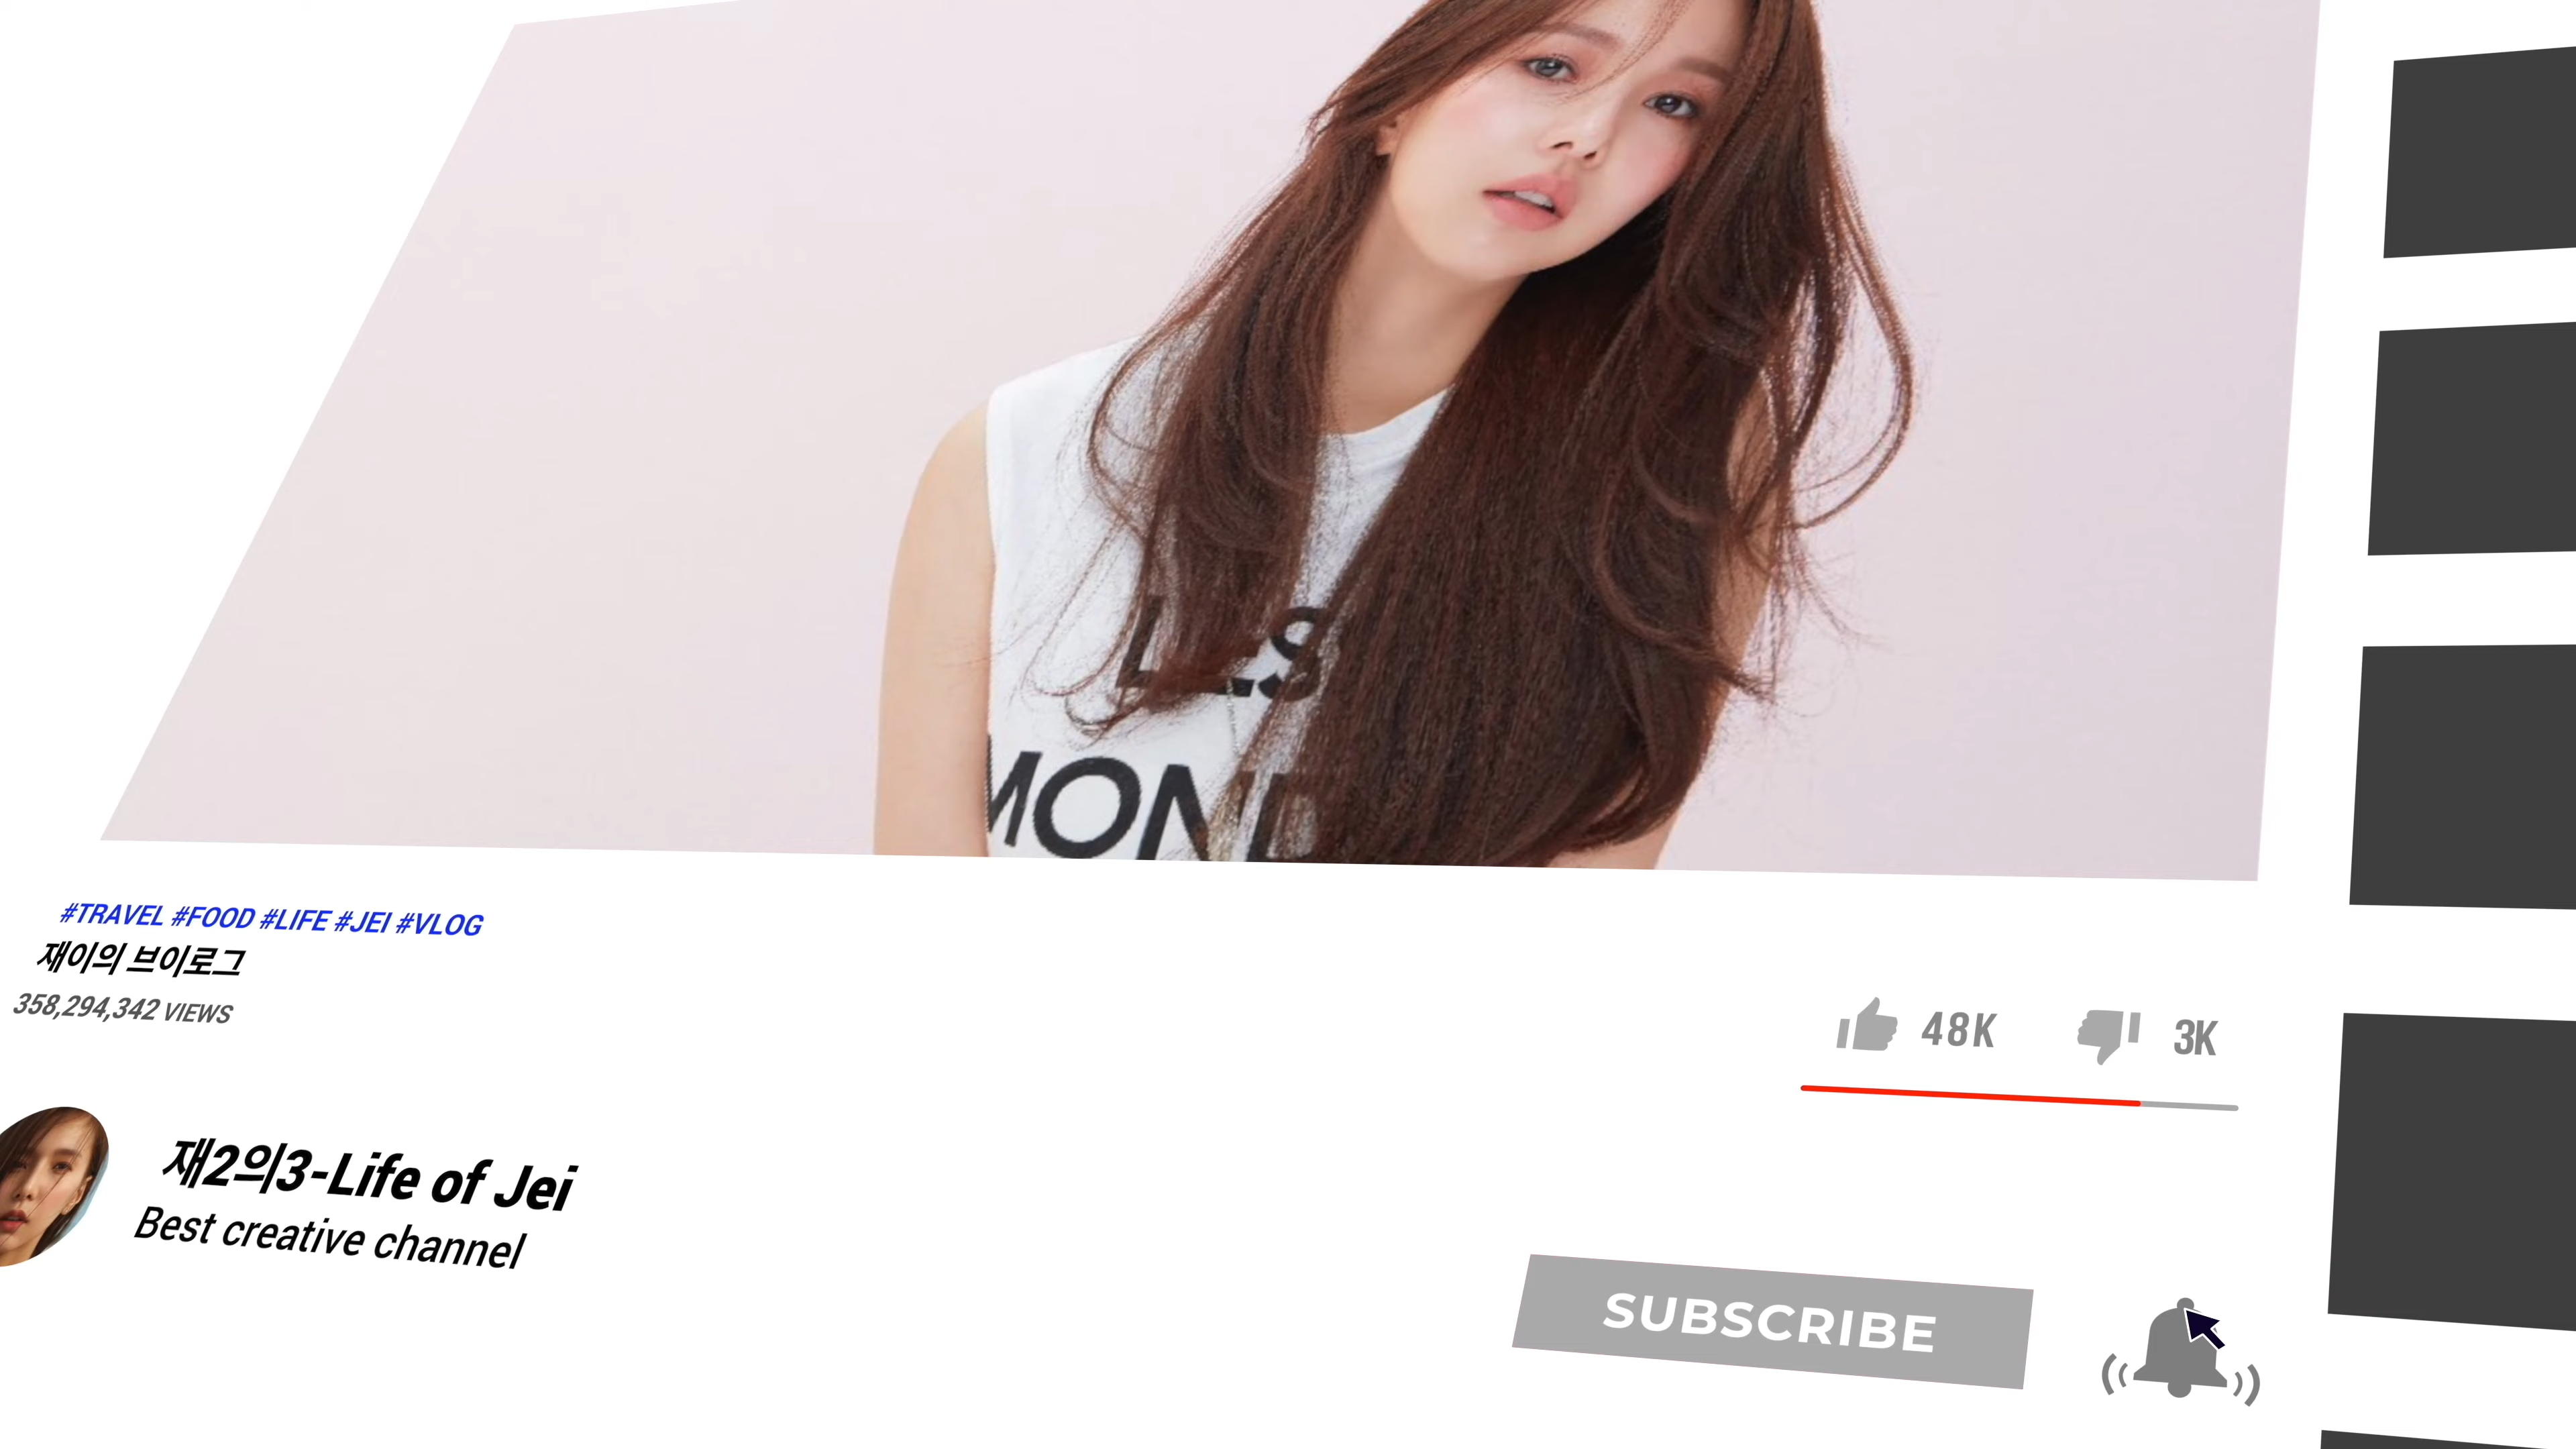 MON
#TRAVEL #FOOD #LIFE #JEI #VLOG
재이의 브이로그
358,294,342 VIEWS
48K 3K
재2의3-Life of Jei
Best creative channel
SUBSCRIBE